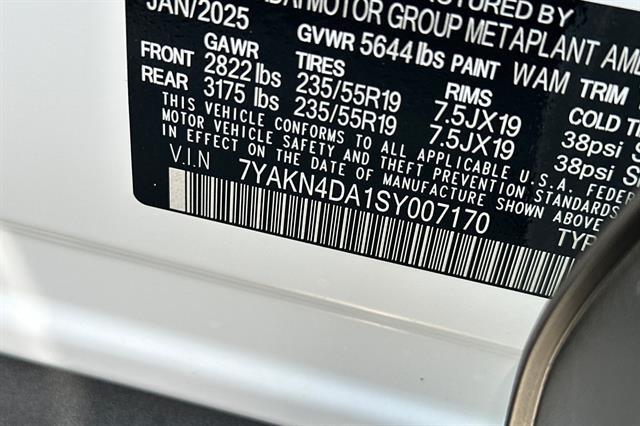 JAN/2025 MOTOR GROUP METAPLANT
GAWR GVWR 5644 lbs PAINT WAM TRIM
FRONT 2822 lbs TIRES 235/55R19 RIMS 7.5JX19 COLD 38psi
REAR 3175 lbs 235/55R19 7.5JX19 38psi
THIS VEHICLE CONFORMS TO ALL APPLICABLE U.S.A.
MOTOR VEHICLE SAFETY AND THEFT PREVENTION STANDARDS
IN EFFECT ON THE DATE OF MANUFACTURE SHOWN ABOVE
V.I.N 7YAKN4DA1SY007170